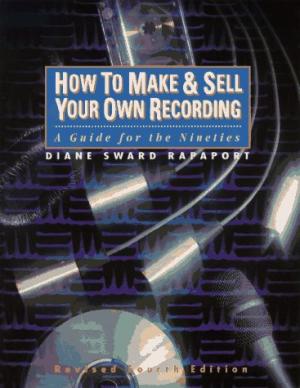 HOW TO MAKE & SELL
YOUR OWN RECORDING
A Guide for the Nineties
DIANE SWARD RAPAPORT
Revised Fourth Edition